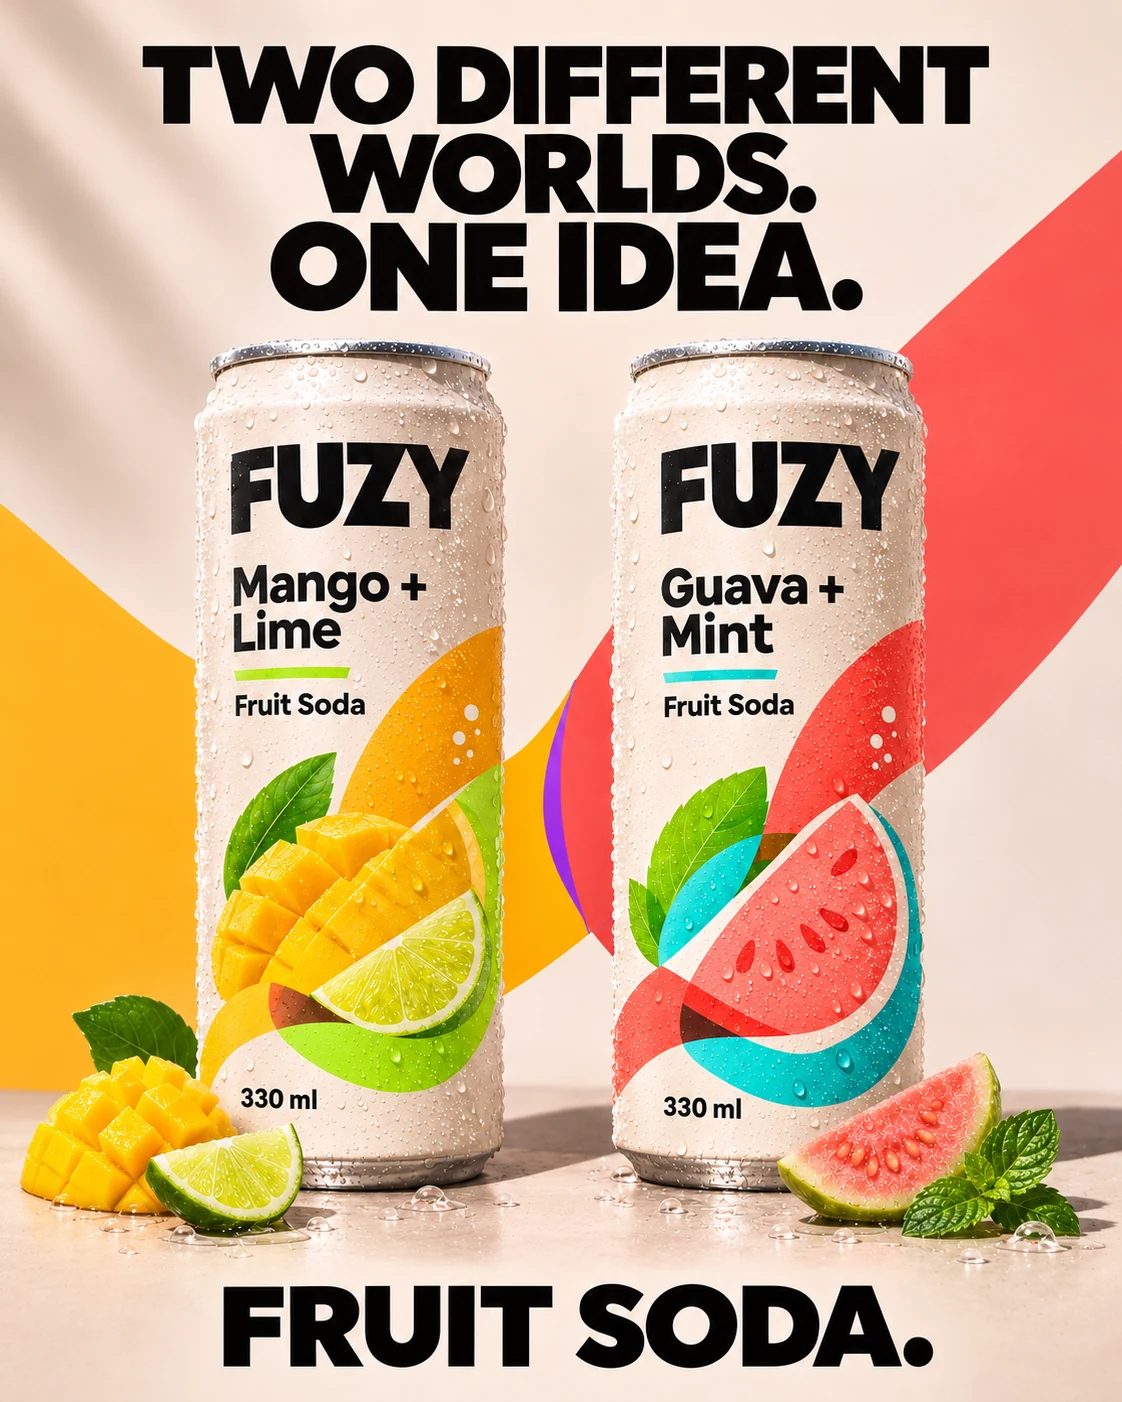 TWO DIFFERENT
WORLDS.
ONE IDEA.
FUZY
Mango +
Lime
Fruit Soda
330 ml
FUZY
Guava +
Mint
Fruit Soda
330 ml
FRUIT SODA.